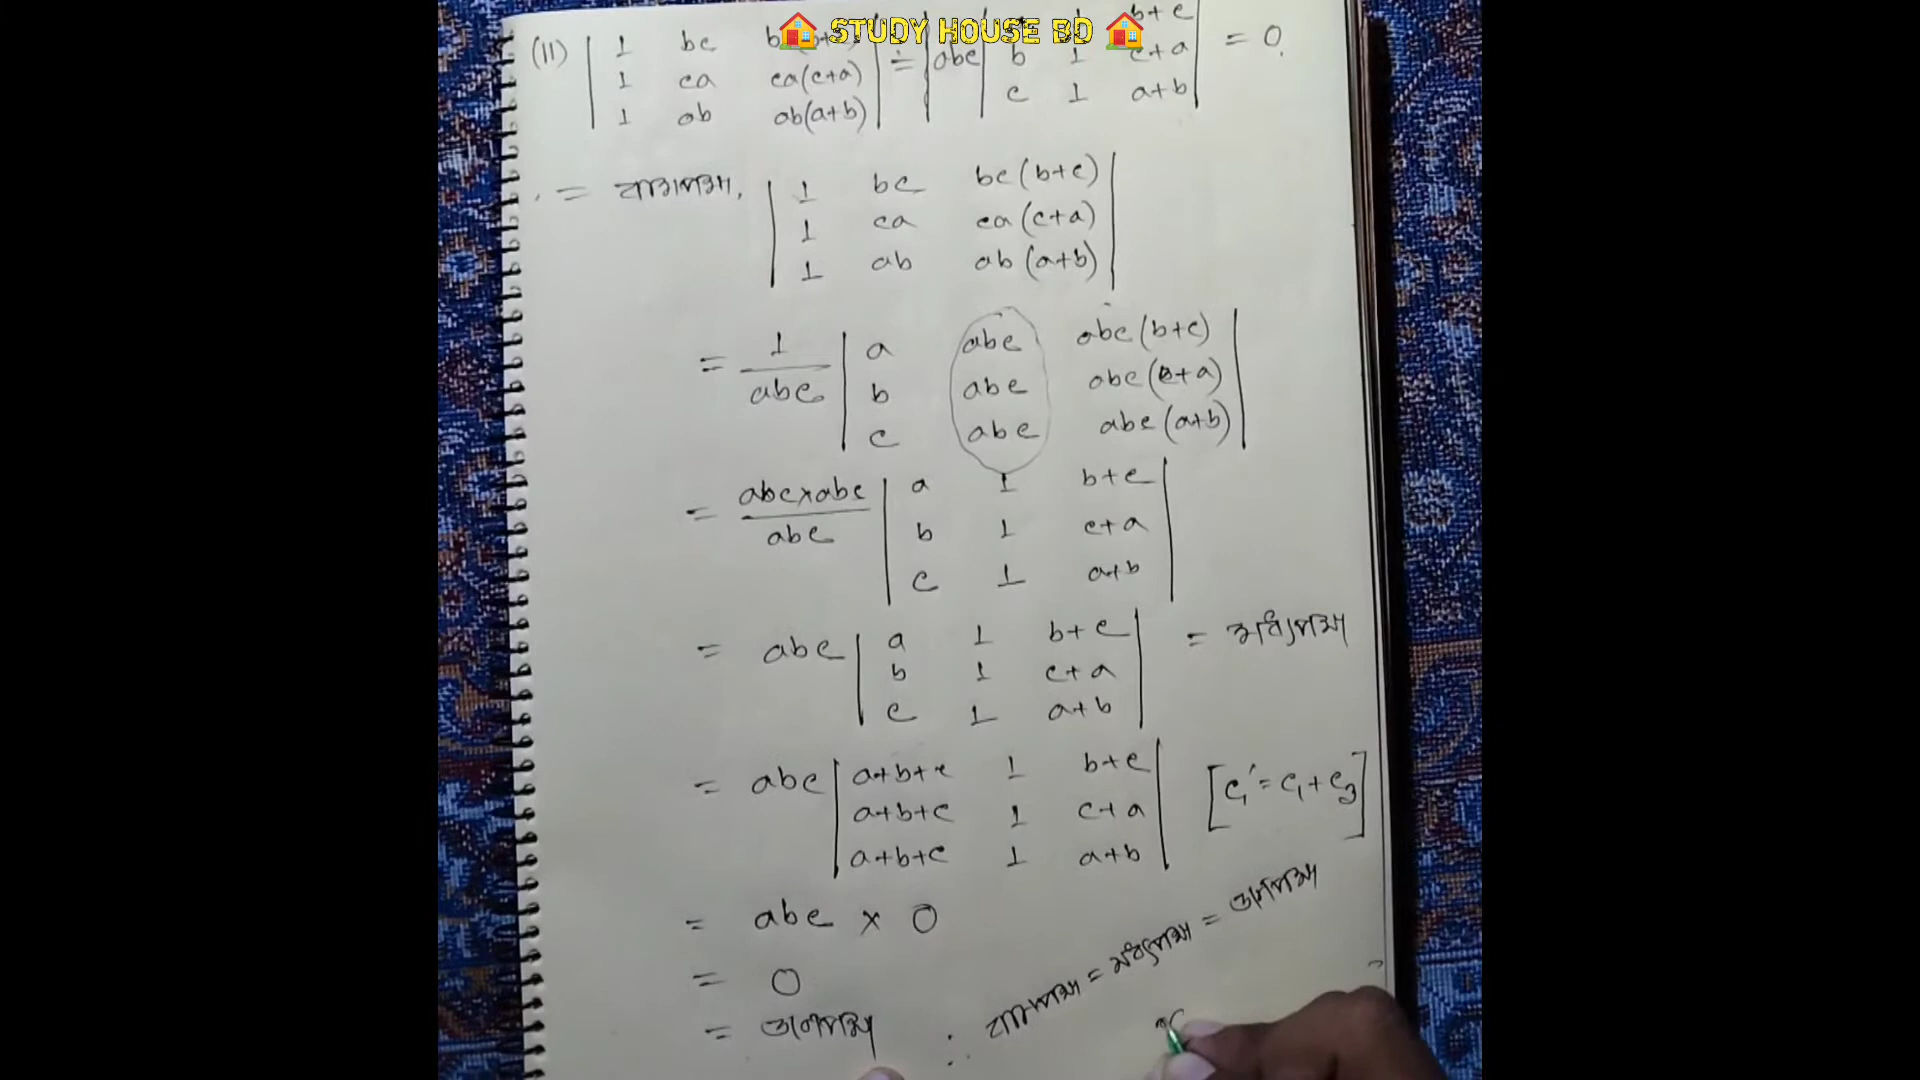 🏠 STUDY HOUSE BD 🏠
(11) | 1 bc | = |abc| 1 b+c | = 0
| 1 ca ca(c+a) | b 1 c+a |
| 1 ab ab(a+b) | c 1 a+b |
= বামপক্ষ, | 1 bc bc(b+c) |
| 1 ca ca(c+a) |
| 1 ab ab(a+b) |
= 1/abc | a abc abc(b+c) |
| b abc abc(c+a) |
| c abc abc(a+b) |
= abc×abc/abc | a 1 b+c |
| b 1 c+a |
| c 1 a+b |
= abc | a 1 b+c | = মধ্যপক্ষ
| b 1 c+a |
| c 1 a+b |
= abc | a+b+c 1 b+c |
| a+b+c 1 c+a | [c₁′ = c₁+c₃]
| a+b+c 1 a+b |
= abc × 0
= 0
= ডানপক্ষ
∴ বামপক্ষ = মধ্যপক্ষ = ডানপক্ষ